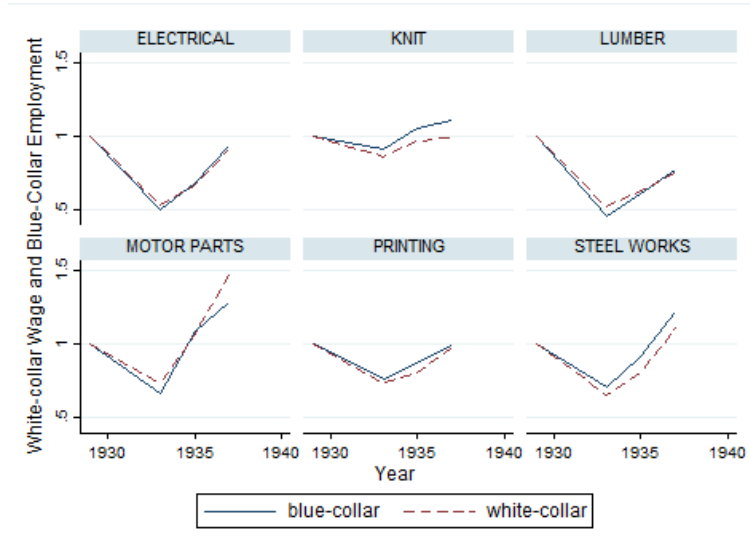 White-collar Wage and Blue-Collar Employment
ELECTRICAL KNIT LUMBER
1.5
1
.5
MOTOR PARTS PRINTING STEEL WORKS
1.5
1
.5
1930 1935 1940 1930 1935 1940 1930 1935 1940
Year
blue-collar white-collar